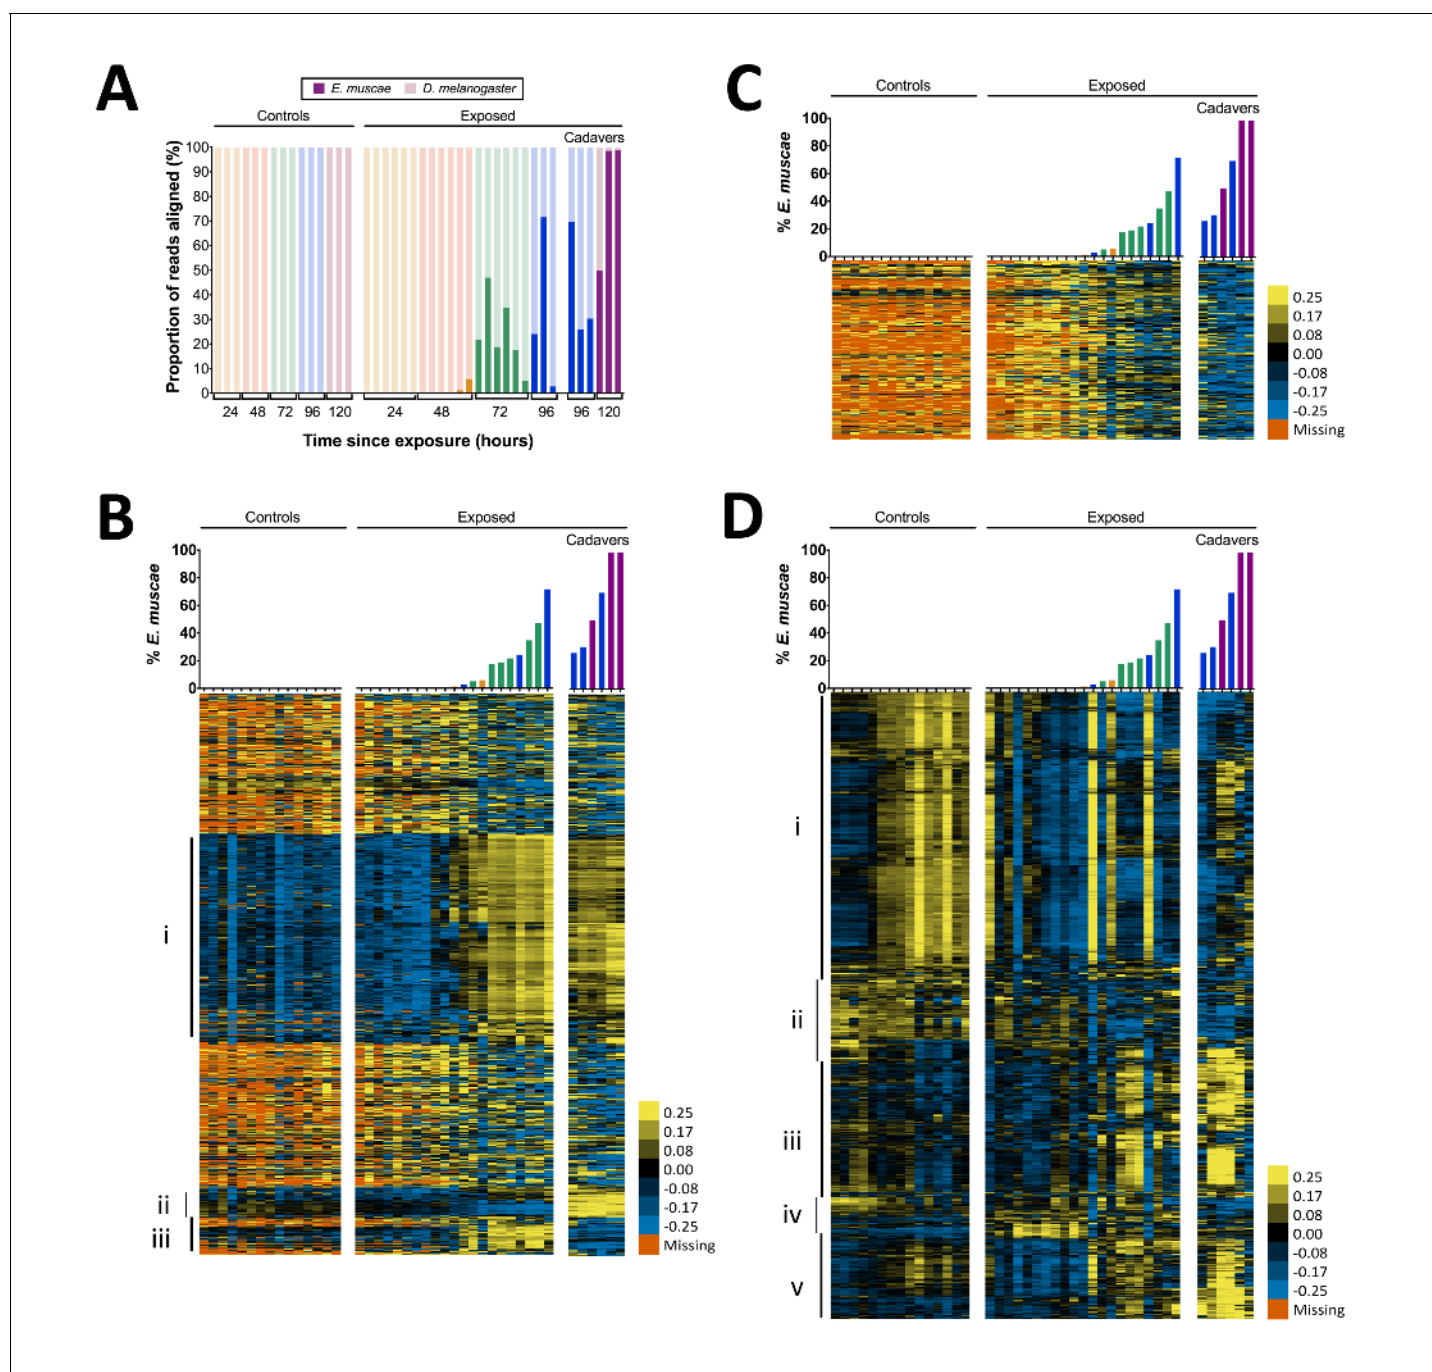 A
E. muscae D. melanogaster
Controls Exposed
Cadavers
Proportion of reads aligned (%)
100
90
80
70
60
50
40
30
20
10
0
24 48 72 96 120 24 48 72 96 96 120
Time since exposure (hours)
C
Controls Exposed
Cadavers
% E. muscae
100
80
60
40
20
0
0.25
0.17
0.08
0.00
-0.08
-0.17
-0.25
Missing
B
Controls Exposed
Cadavers
% E. muscae
100
80
60
40
20
0
i
ii
iii
0.25
0.17
0.08
0.00
-0.08
-0.17
-0.25
Missing
D
Controls Exposed
Cadavers
% E. muscae
100
80
60
40
20
0
i
ii
iii
iv
v
0.25
0.17
0.08
0.00
-0.08
-0.17
-0.25
Missing